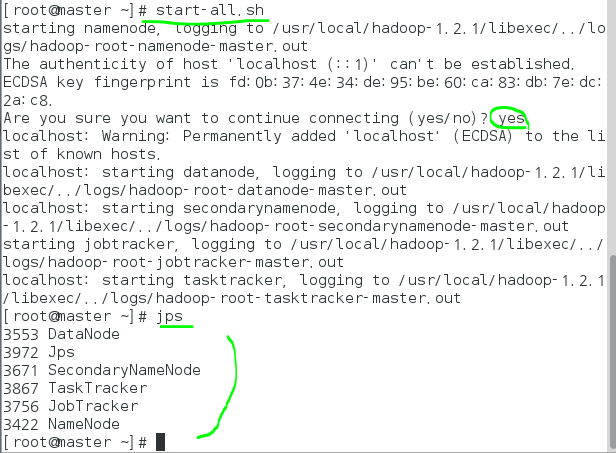 [root@master ~]# start-all.sh
starting namenode, logging to /usr/local/hadoop-1.2.1/libexec/../lo
gs/hadoop-root-namenode-master.out
The authenticity of host 'localhost (::1)' can't be established.
ECDSA key fingerprint is fd:0b:37:4e:34:de:95:be:60:ca:83:db:7e:dc:
2a:c8.
Are you sure you want to continue connecting (yes/no)? yes
localhost: Warning: Permanently added 'localhost' (ECDSA) to the li
st of known hosts.
localhost: starting datanode, logging to /usr/local/hadoop-1.2.1/li
bexec/../logs/hadoop-root-datanode-master.out
localhost: starting secondarynamenode, logging to /usr/local/hadoop
-1.2.1/libexec/../logs/hadoop-root-secondarynamenode-master.out
starting jobtracker, logging to /usr/local/hadoop-1.2.1/libexec/../
logs/hadoop-root-jobtracker-master.out
localhost: starting tasktracker, logging to /usr/local/hadoop-1.2.1
/libexec/../logs/hadoop-root-tasktracker-master.out
[root@master ~]# jps
3553 DataNode
3972 Jps
3671 SecondaryNameNode
3867 TaskTracker
3756 JobTracker
3422 NameNode
[root@master ~]#